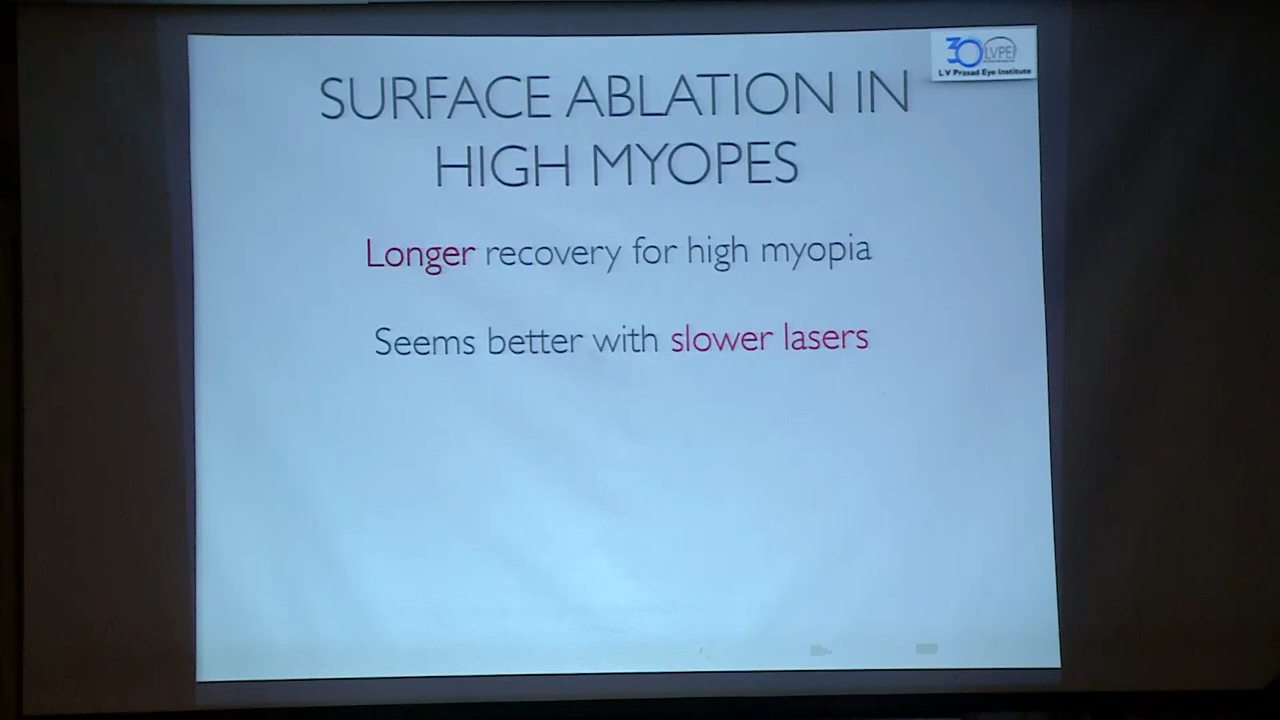 30 LVPEI
L V Prasad Eye Institute
SURFACE ABLATION IN
HIGH MYOPES
Longer recovery for high myopia
Seems better with slower lasers